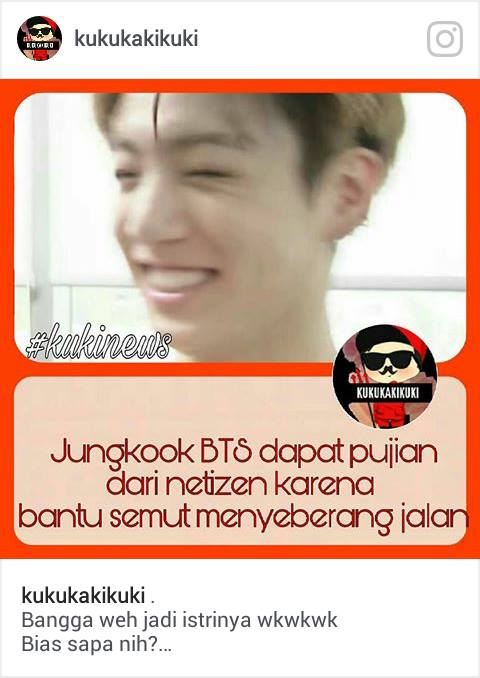 kukukakikuki
#kukinews
KUKUKAKIKUKI
Jungkook BTS dapat pujian
dari netizen karena
bantu semut menyeberang jalan
kukukakikuki .
Bangga weh jadi istrinya wkwkwk
Bias sapa nih?...